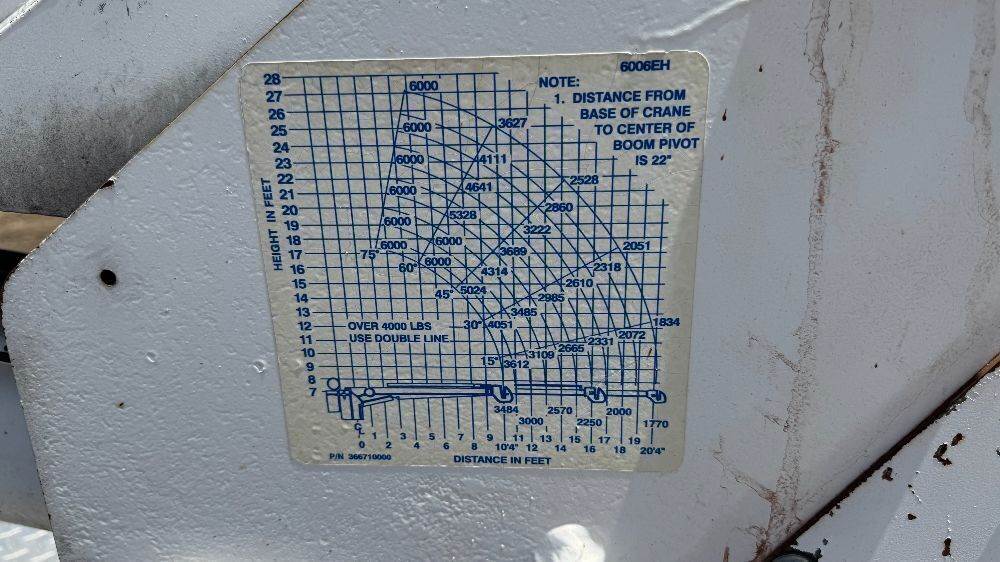 6006EH
NOTE:
1. DISTANCE FROM
BASE OF CRANE
TO CENTER OF
BOOM PIVOT
IS 22"
HEIGHT IN FEET
28
27
26
25
24
23
22
21
20
19
18
17
16
15
14
13
12
11
10
9
8
7
6000
6000 3627
6000 4111
6000 4641 2528
6000 5328 2860
6000 6000 3222
75° 6000 3689 2051
60° 4314 2318
45° 5024 2610
2985
3485
30° 4051 1834
OVER 4000 LBS
USE DOUBLE LINE
2072
2331
2665
3109
15° 3612
3484 2570 2000
3000 2250 1770
CL 1 3 5 7 9 11 13 15 17 19
0 2 4 6 8 10'4" 12 14 16 18 20'4"
P/N 366710000 DISTANCE IN FEET